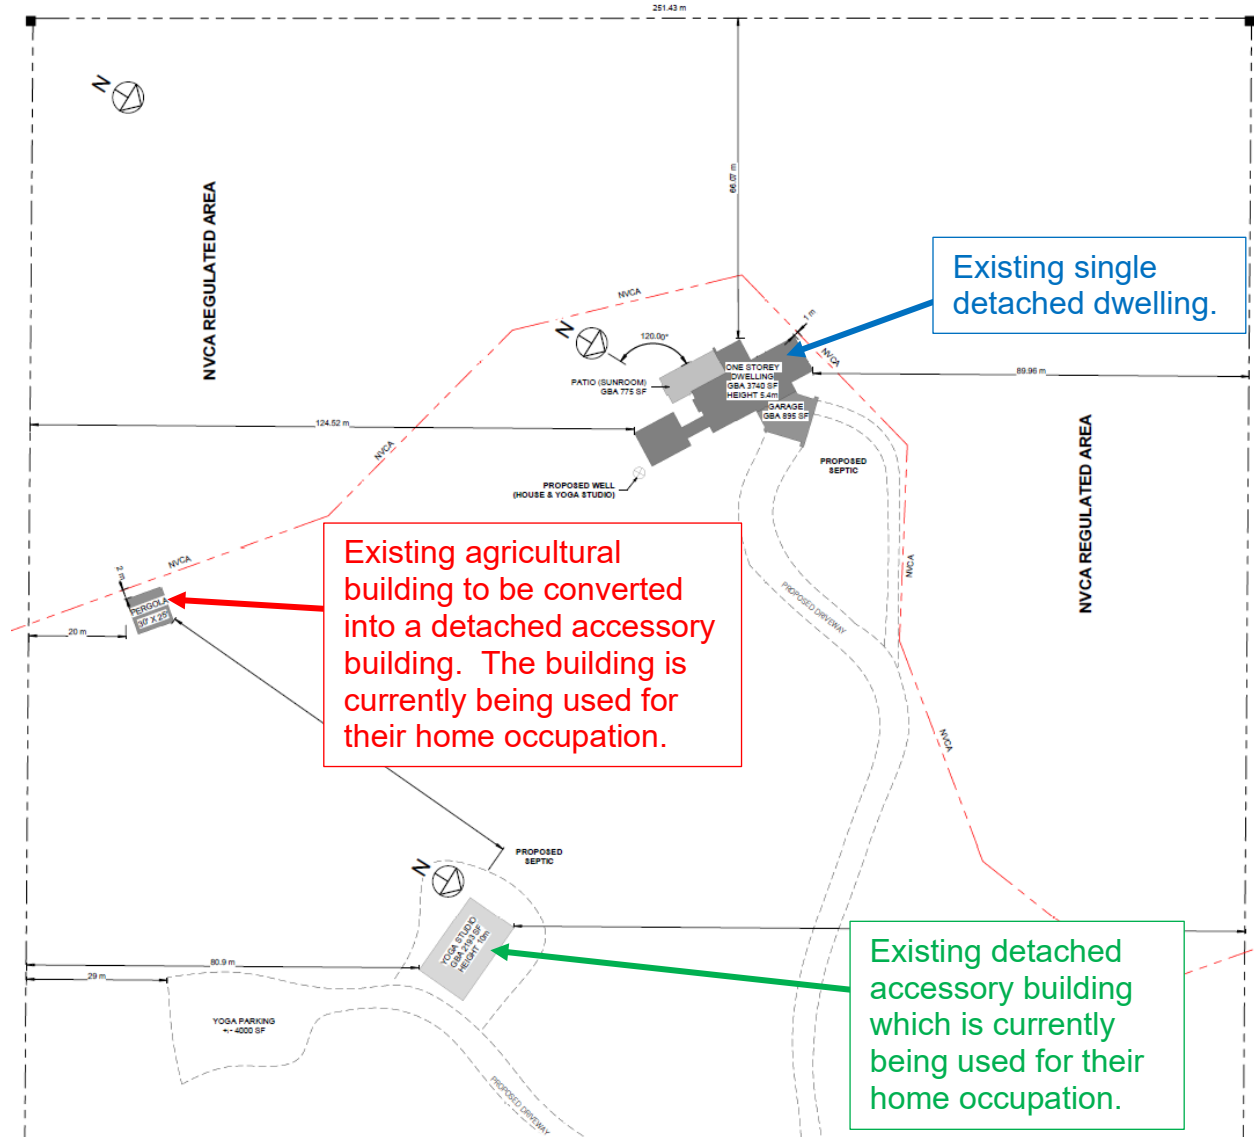 251.43 m
N
NVCA REGULATED AREA
66.07 m
Existing single
detached dwelling.
NVCA
N
120.00°
1 m
NVCA
PATIO (SUNROOM)
GBA 775 SF
ONE STOREY
DWELLING
GBA 3740 SF
HEIGHT 5.4m
89.96 m
GARAGE
GBA 895 SF
124.52 m
NVCA
PROPOSED
SEPTIC
NVCA REGULATED AREA
PROPOSED WELL
(HOUSE & YOGA STUDIO)
NVCA
2 m
NVCA
PERGOLA
30' X 25'
20 m
Existing agricultural
building to be converted
into a detached accessory
building. The building is
currently being used for
their home occupation.
PROPOSED DRIVEWAY
NVCA
PROPOSED
SEPTIC
N
YOGA STUDIO
GBA 2193 SF
HEIGHT 10m
80.9 m
29 m
YOGA PARKING
+- 4000 SF
Existing detached
accessory building
which is currently
being used for their
home occupation.
PROPOSED DRIVEWAY